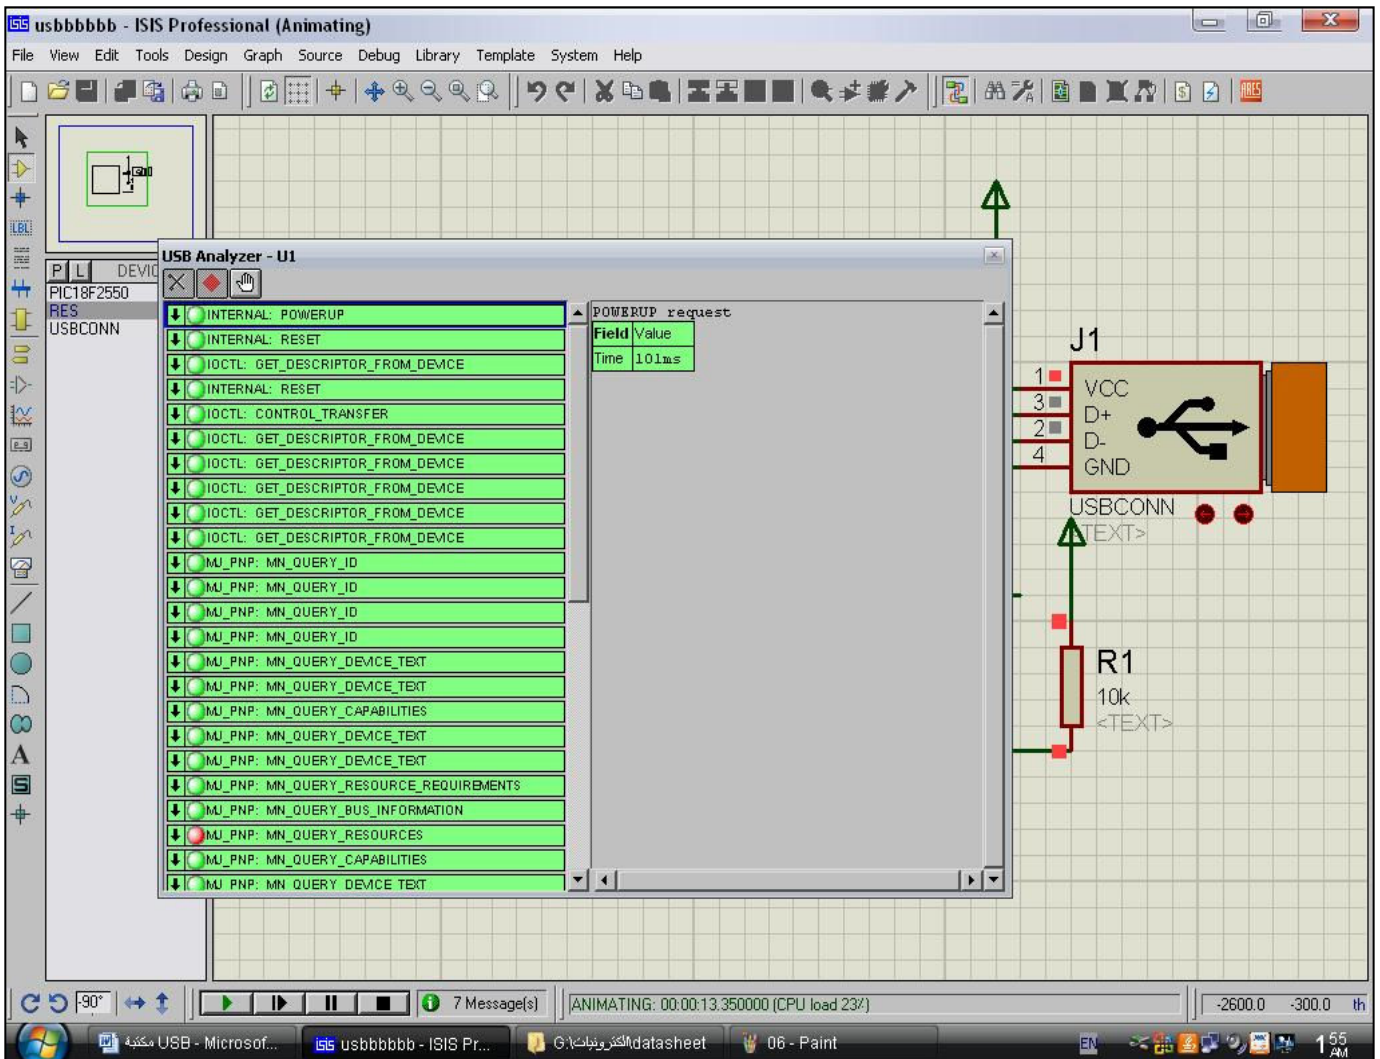 ISIS usbbbbbb - ISIS Professional (Animating)
File View Edit Tools Design Graph Source Debug Library Template System Help
ARES
LBL
P L DEVIC
PIC18F2550
RES
USBCONN
A
S
USB Analyzer - U1
INTERNAL: POWERUP
INTERNAL: RESET
IOCTL: GET_DESCRIPTOR_FROM_DEVICE
INTERNAL: RESET
IOCTL: CONTROL_TRANSFER
IOCTL: GET_DESCRIPTOR_FROM_DEVICE
IOCTL: GET_DESCRIPTOR_FROM_DEVICE
IOCTL: GET_DESCRIPTOR_FROM_DEVICE
IOCTL: GET_DESCRIPTOR_FROM_DEVICE
IOCTL: GET_DESCRIPTOR_FROM_DEVICE
MJ_PNP: MN_QUERY_ID
MJ_PNP: MN_QUERY_ID
MJ_PNP: MN_QUERY_ID
MJ_PNP: MN_QUERY_ID
MJ_PNP: MN_QUERY_DEVICE_TEXT
MJ_PNP: MN_QUERY_DEVICE_TEXT
MJ_PNP: MN_QUERY_CAPABILITIES
MJ_PNP: MN_QUERY_DEVICE_TEXT
MJ_PNP: MN_QUERY_DEVICE_TEXT
MJ_PNP: MN_QUERY_RESOURCE_REQUIREMENTS
MJ_PNP: MN_QUERY_BUS_INFORMATION
MJ_PNP: MN_QUERY_RESOURCES
MJ_PNP: MN_QUERY_CAPABILITIES
MJ_PNP: MN_QUERY_DEVICE_TEXT
POWERUP request
Field Value
Time 101ms
J1
1 VCC
3 D+
2 D-
4 GND
USBCONN
<TEXT>
R1
10k
<TEXT>
-90° 7 Message(s) ANIMATING: 00:00:13.350000 (CPU load 23%) -2600.0 -300.0 th
مكتبة USB - Microsof... ISIS usbbbbbb - ISIS Pr... G:\الكترونيات\datasheet 06 - Paint EN 1 55 AM